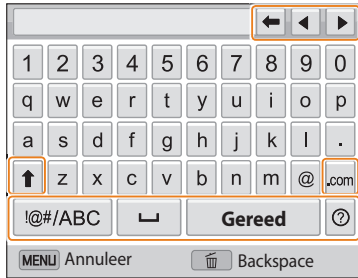 1 2 3 4 5 6 7 8 9 0
q w e r t y u i o p
a s d f g h j k l .
z x c v b n m @ .com
!@#/ABC Gereed ?
MENU Annuleer Backspace